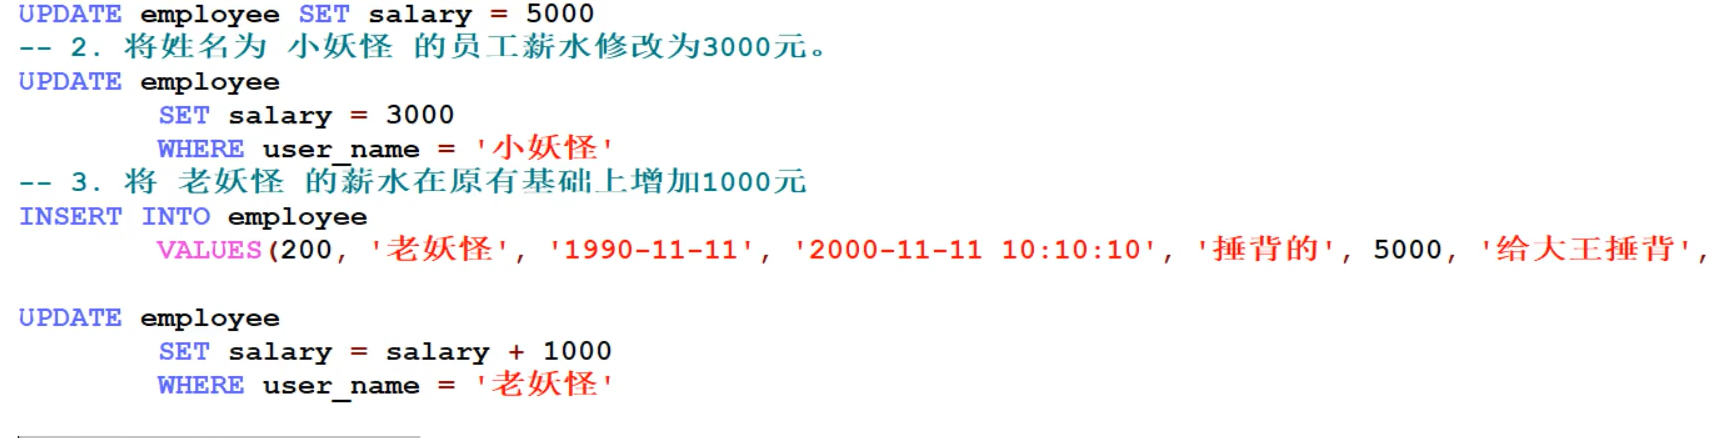 UPDATE employee SET salary = 5000
-- 2. 将姓名为 小妖怪 的员工薪水修改为3000元。
UPDATE employee
SET salary = 3000
WHERE user_name = '小妖怪'
-- 3. 将 老妖怪 的薪水在原有基础上增加1000元
INSERT INTO employee
VALUES(200, '老妖怪', '1990-11-11', '2000-11-11 10:10:10', '捶背的', 5000, '给大王捶背',
UPDATE employee
SET salary = salary + 1000
WHERE user_name = '老妖怪'